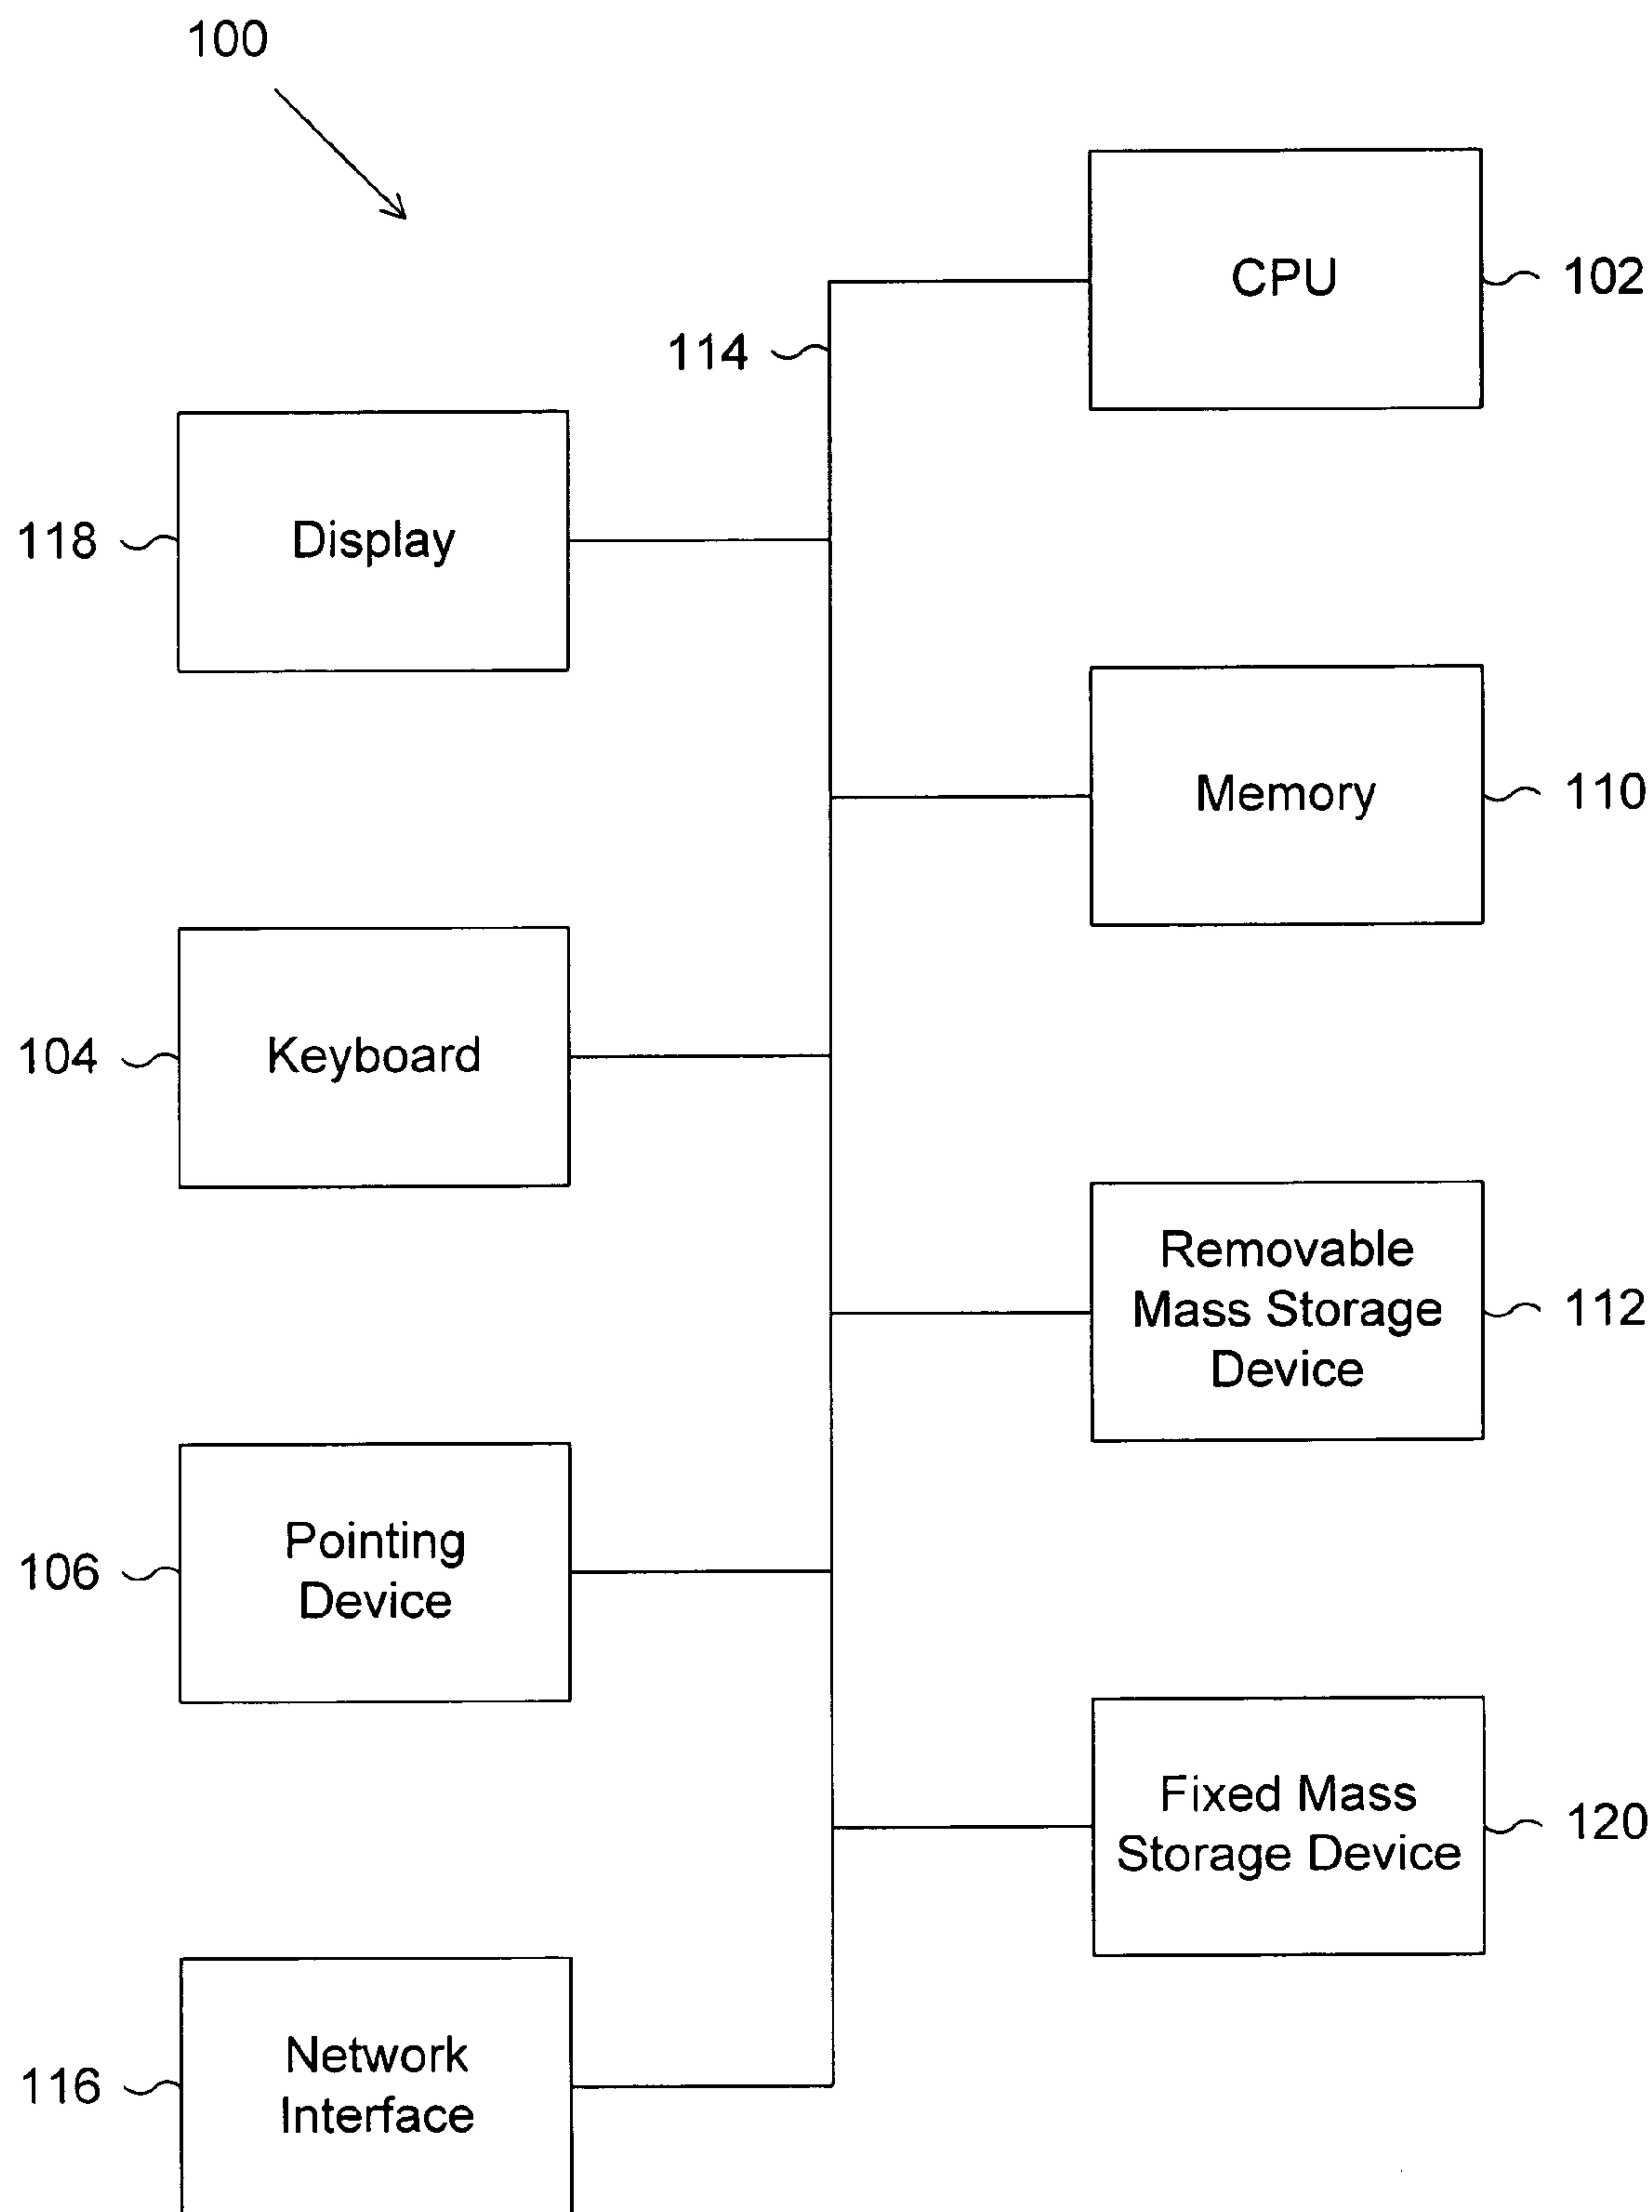 100
CPU
102
114
Display
118
Memory
110
Keyboard
104
Removable
Mass Storage
Device
112
Pointing
Device
106
Fixed Mass
Storage Device
120
Network
Interface
116